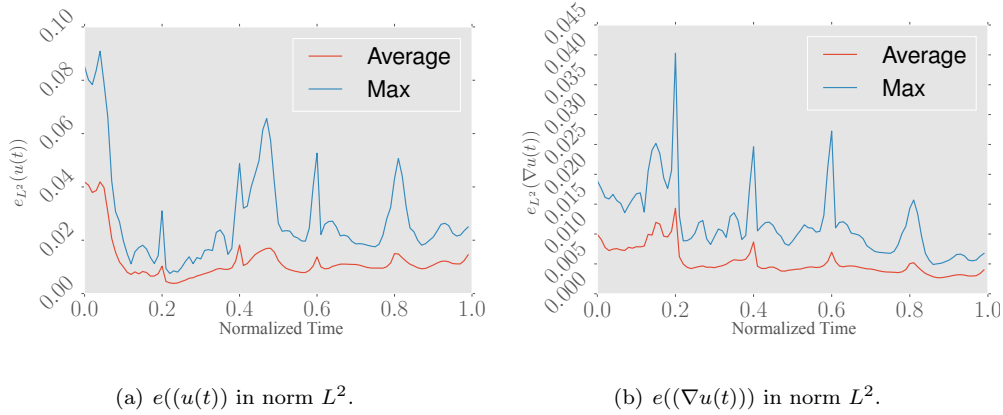 0.10
0.08
0.06
0.04
0.02
0.00
e_{L^2}(u(t))
Average
Max
0.0 0.2 0.4 0.6 0.8 1.0
Normalized Time
(a) e((u(t)) in norm L^2.
0.045
0.040
0.035
0.030
0.025
0.020
0.015
0.010
0.005
0.000
e_{L^2}(∇u(t))
Average
Max
0.0 0.2 0.4 0.6 0.8 1.0
Normalized Time
(b) e((∇u(t))) in norm L^2.